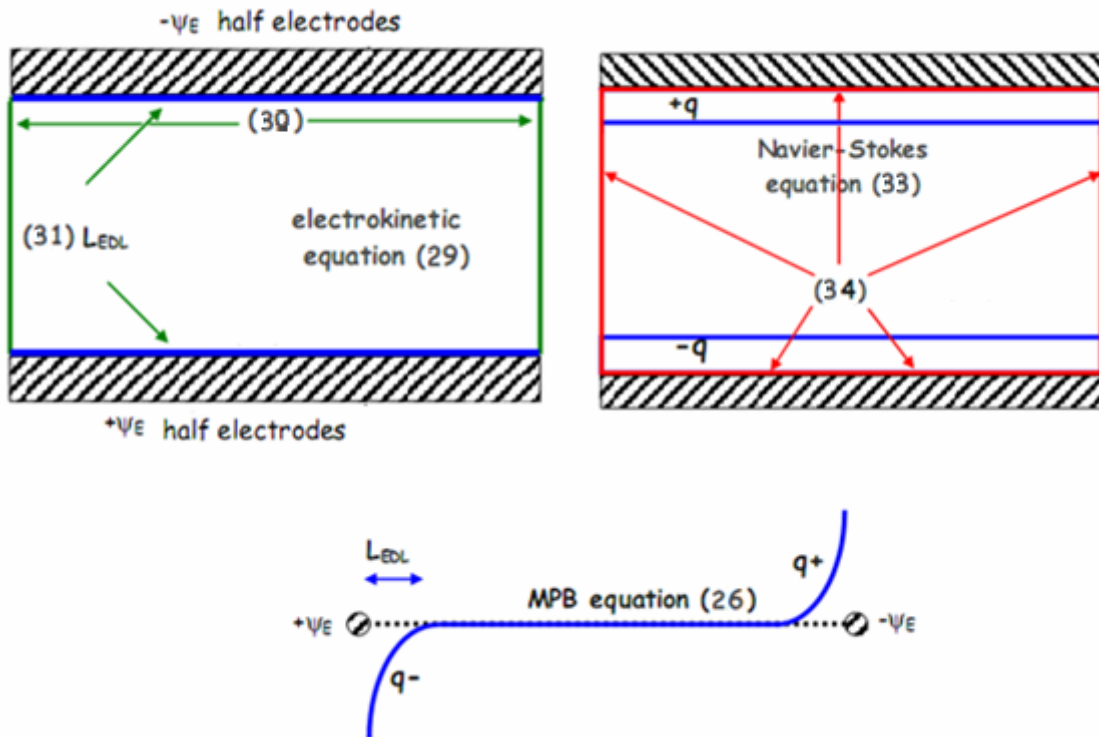 -ψE half electrodes
(30)
(31) LEDL
electrokinetic
equation (29)
+ψE half electrodes
+q
Navier-Stokes
equation (33)
(34)
-q
LEDL
q+
MPB equation (26)
+ψE
-ψE
q-